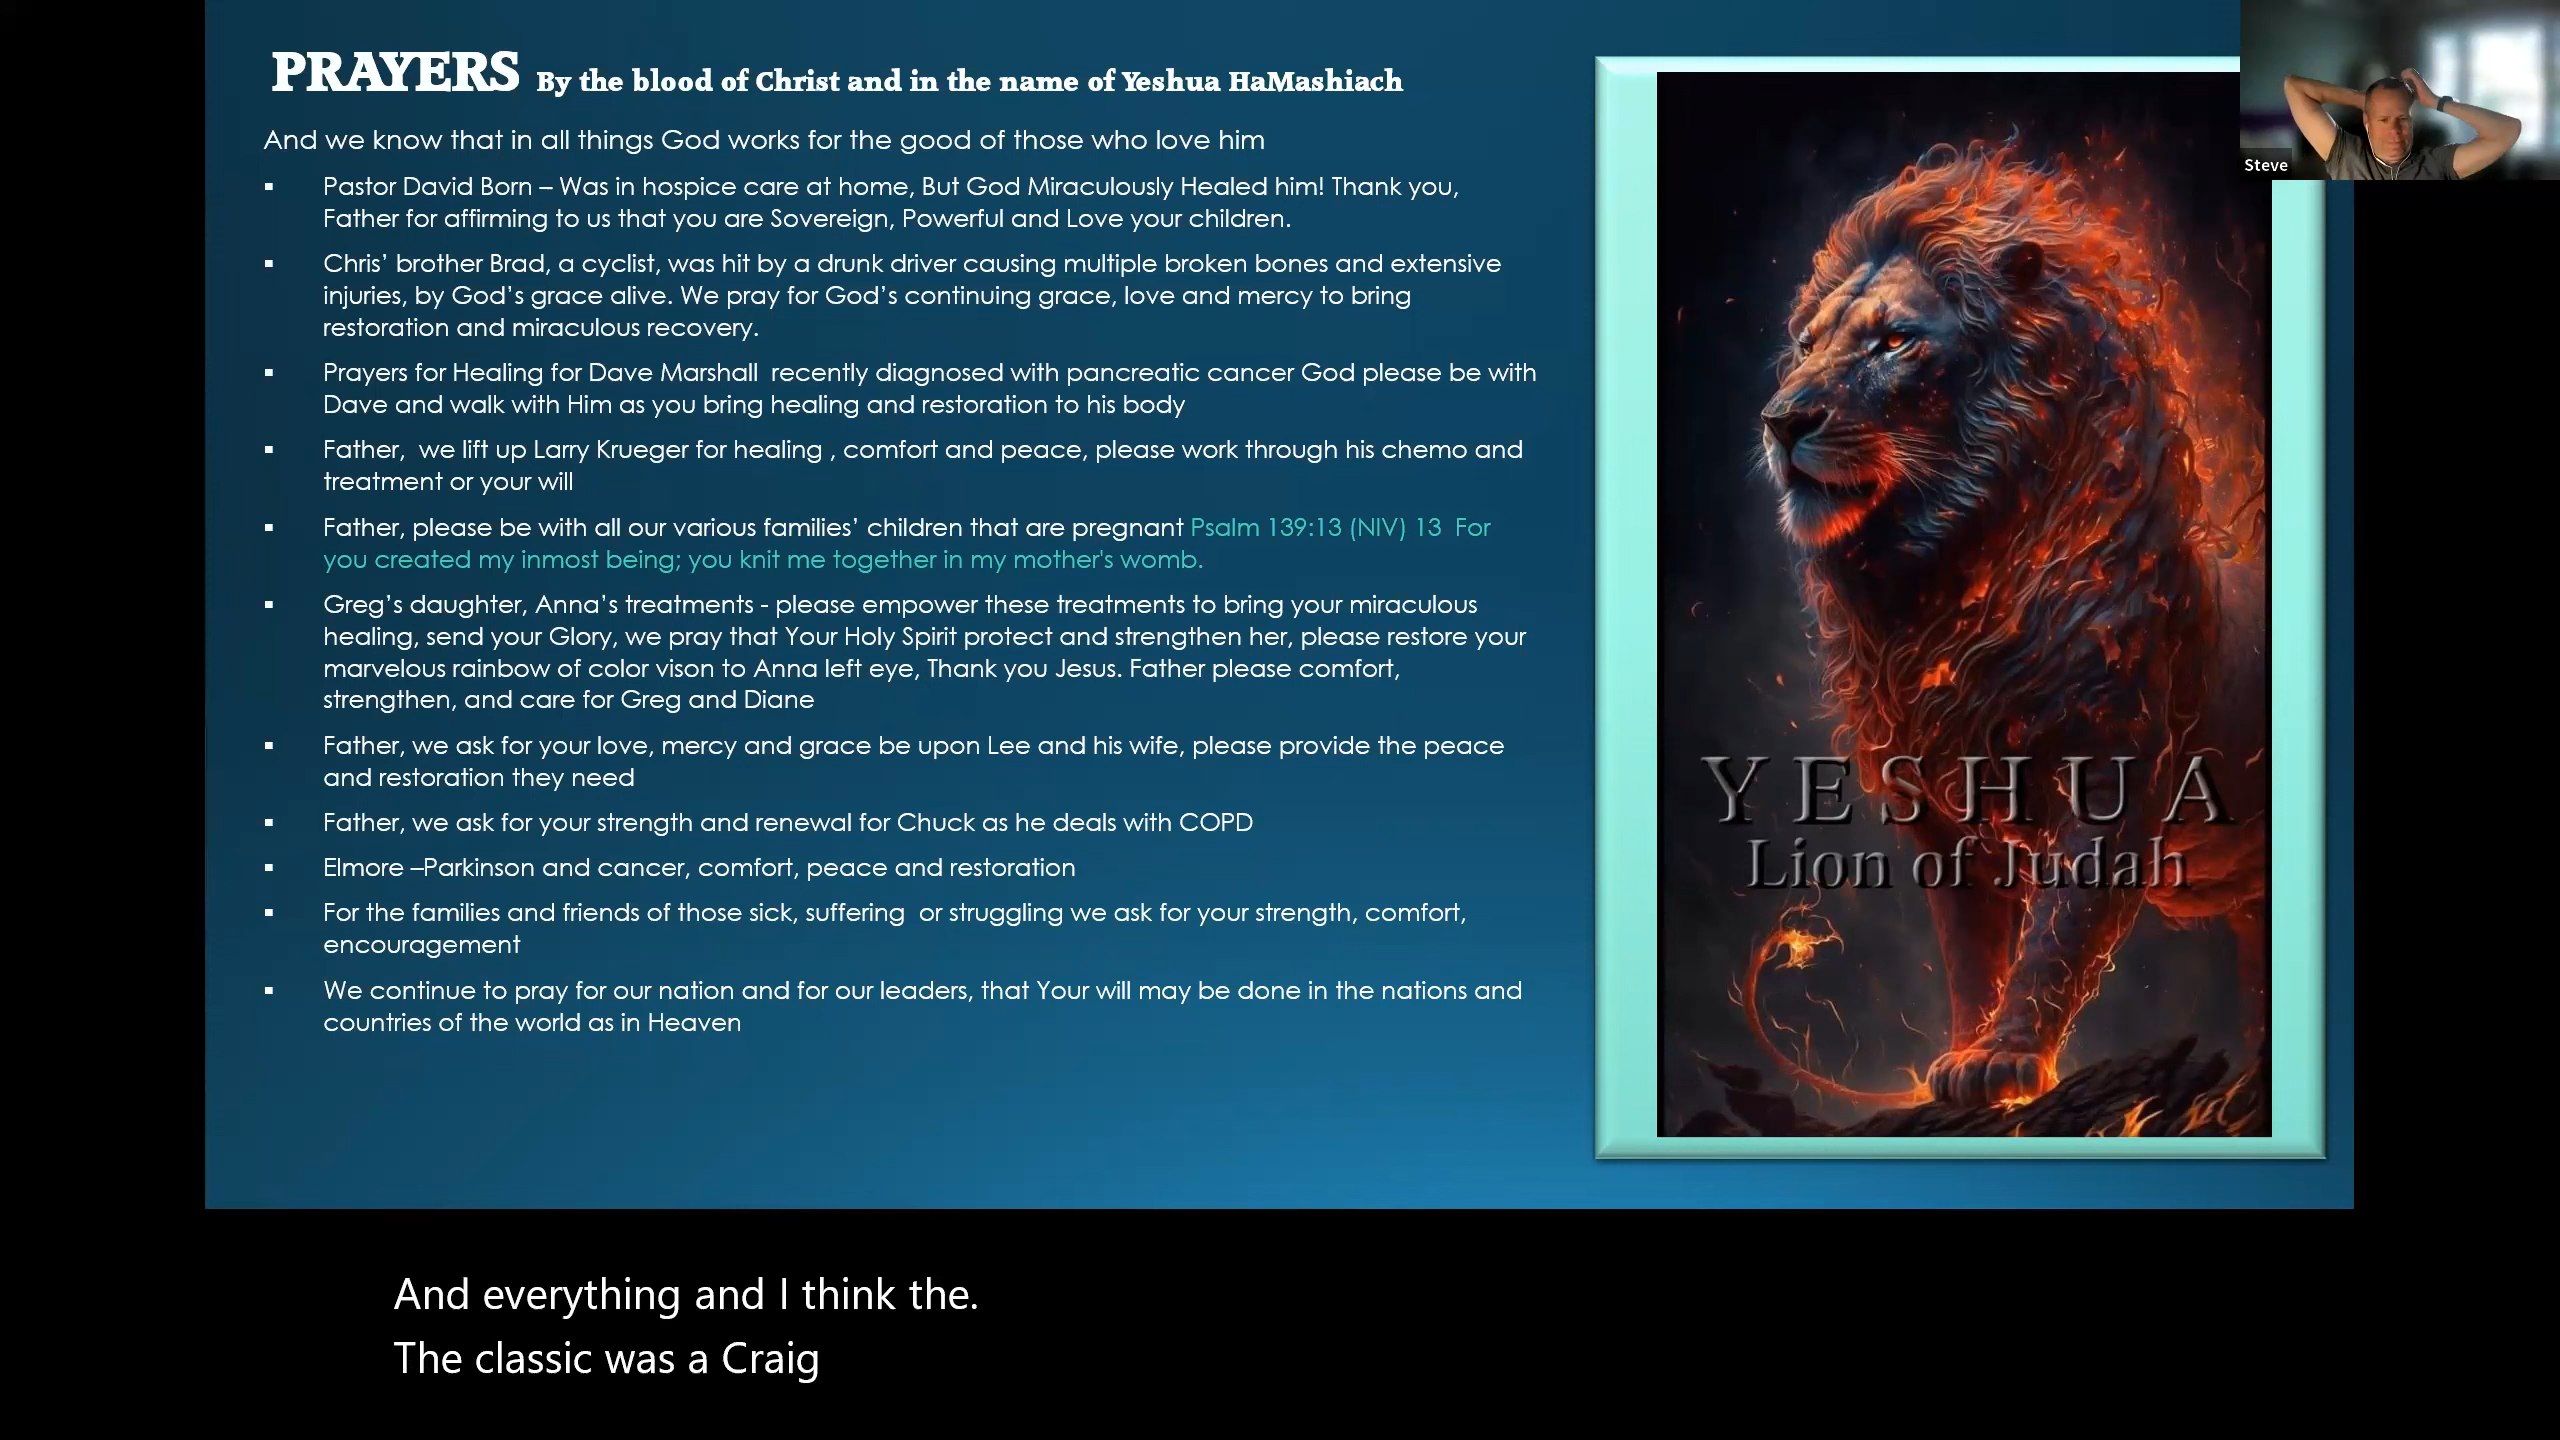 PRAYERS By the blood of Christ and in the name of Yeshua HaMashiach
And we know that in all things God works for the good of those who love him
▪ Pastor David Born – Was in hospice care at home, But God Miraculously Healed him! Thank you,
Father for affirming to us that you are Sovereign, Powerful and Love your children.
▪ Chris’ brother Brad, a cyclist, was hit by a drunk driver causing multiple broken bones and extensive
injuries, by God’s grace alive. We pray for God’s continuing grace, love and mercy to bring
restoration and miraculous recovery.
▪ Prayers for Healing for Dave Marshall  recently diagnosed with pancreatic cancer God please be with
Dave and walk with Him as you bring healing and restoration to his body
▪ Father,  we lift up Larry Krueger for healing , comfort and peace, please work through his chemo and
treatment or your will
▪ Father, please be with all our various families’ children that are pregnant Psalm 139:13 (NIV) 13  For
you created my inmost being; you knit me together in my mother's womb.
▪ Greg’s daughter, Anna’s treatments - please empower these treatments to bring your miraculous
healing, send your Glory, we pray that Your Holy Spirit protect and strengthen her, please restore your
marvelous rainbow of color vison to Anna left eye, Thank you Jesus. Father please comfort,
strengthen, and care for Greg and Diane
▪ Father, we ask for your love, mercy and grace be upon Lee and his wife, please provide the peace
and restoration they need
▪ Father, we ask for your strength and renewal for Chuck as he deals with COPD
▪ Elmore –Parkinson and cancer, comfort, peace and restoration
▪ For the families and friends of those sick, suffering  or struggling we ask for your strength, comfort,
encouragement
▪ We continue to pray for our nation and for our leaders, that Your will may be done in the nations and
countries of the world as in Heaven
YESHUA
Lion of Judah
Steve
And everything and I think the.
The classic was a Craig